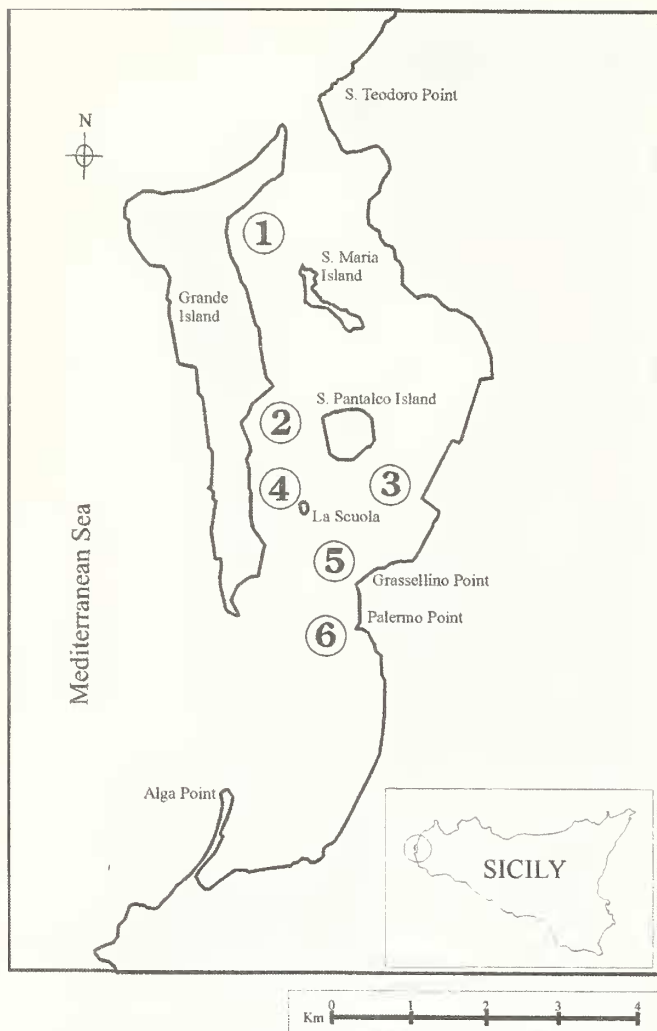 S. Teodoro Point
N
1
S. Maria
Island
Grande
Island
S. Pantalco Island
2
3
4
La Scuola
5
Grassellino Point
Palermo Point
6
Mediterranean Sea
Alga Point
SICILY
Km 0 1 2 3 4